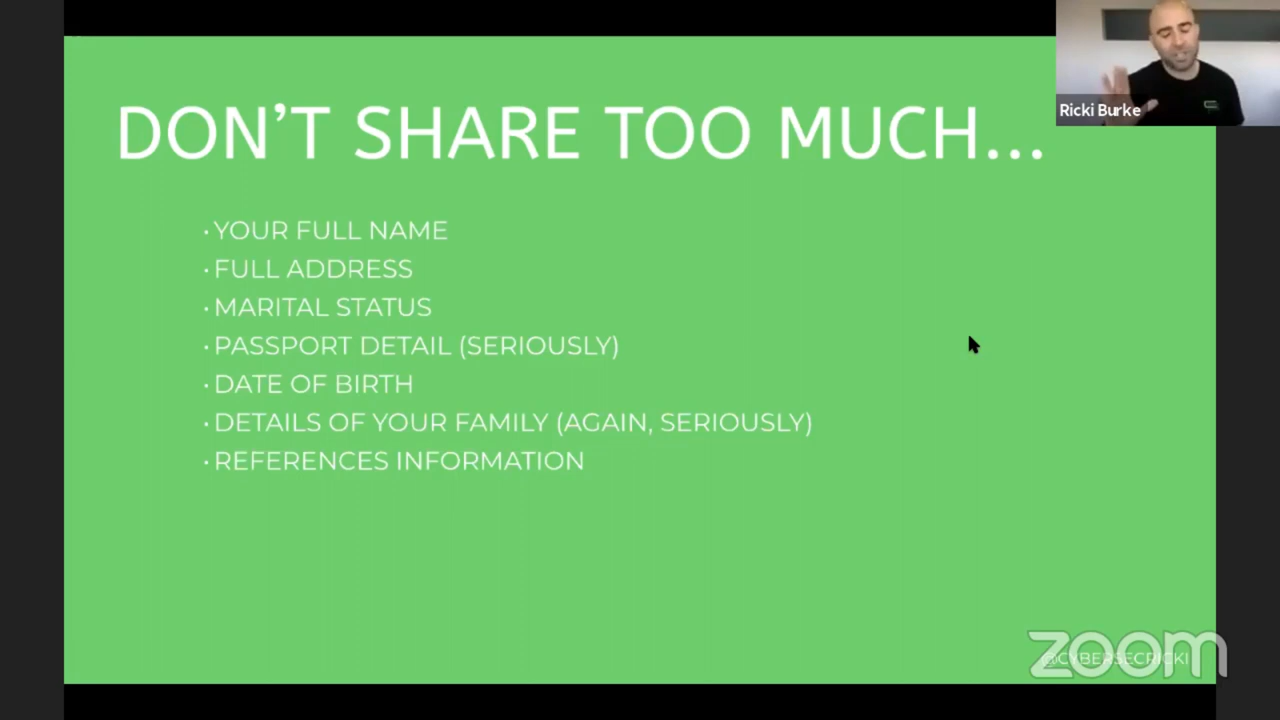 DON'T SHARE TOO MUCH...
Ricki Burke
· YOUR FULL NAME
· FULL ADDRESS
· MARITAL STATUS
· PASSPORT DETAIL (SERIOUSLY)
· DATE OF BIRTH
· DETAILS OF YOUR FAMILY (AGAIN, SERIOUSLY)
· REFERENCES INFORMATION
zoom
@CYBERSECRICKI